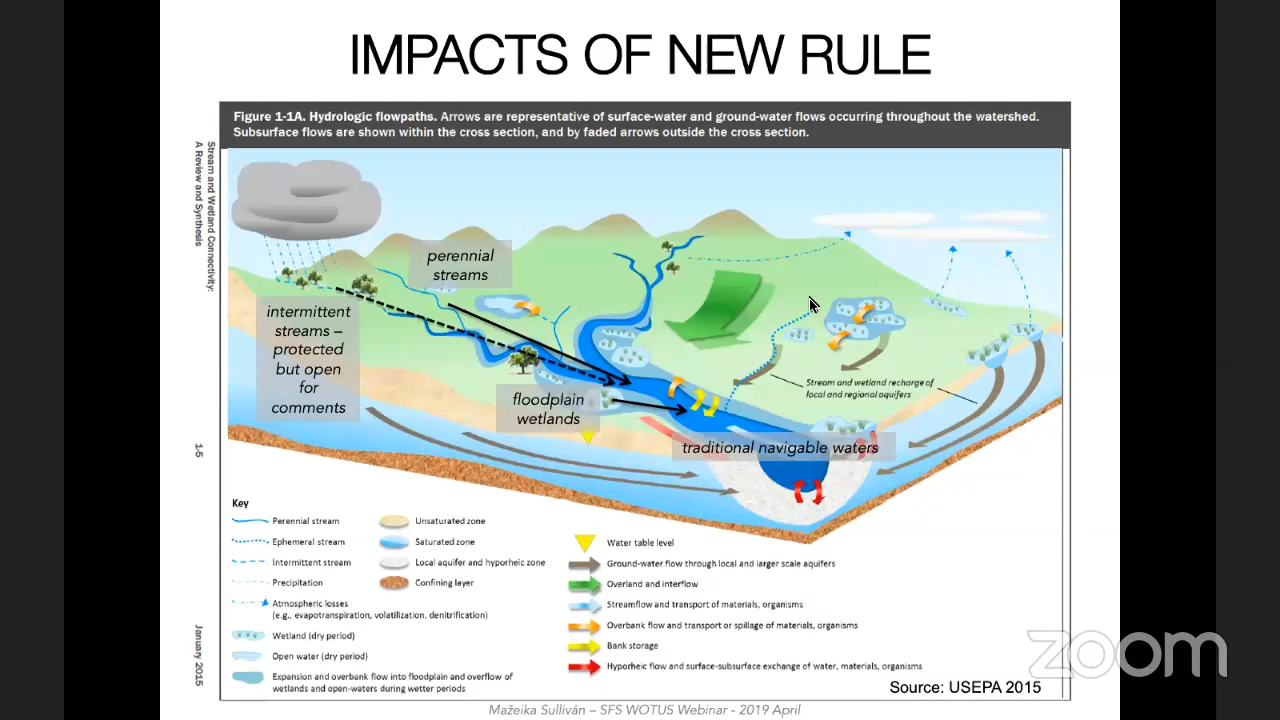 IMPACTS OF NEW RULE
Figure 1-1A. Hydrologic flowpaths. Arrows are representative of surface-water and ground-water flows occurring throughout the watershed.
Subsurface flows are shown within the cross section, and by faded arrows outside the cross section.
Stream and Wetland Connectivity:
A Review and Synthesis
1-5
January 2015
perennial
streams
intermittent
streams –
protected
but open
for
comments
floodplain
wetlands
Stream and wetland recharge of
local and regional aquifers
traditional navigable waters
Key
Perennial stream
Ephemeral stream
Intermittent stream
Precipitation
Atmospheric losses
(e.g., evapotranspiration, volatilization, denitrification)
Wetland (dry period)
Open water (dry period)
Expansion and overbank flow into floodplain and overflow of
wetlands and open-waters during wetter periods
Unsaturated zone
Saturated zone
Local aquifer and hyporheic zone
Confining layer
Water table level
Ground-water flow through local and larger scale aquifers
Overland and interflow
Streamflow and transport of materials, organisms
Overbank flow and transport or spillage of materials, organisms
Bank storage
Hyporheic flow and surface-subsurface exchange of water, materials, organisms
Source: USEPA 2015
zoom
Mažeika Sulliván – SFS WOTUS Webinar - 2019 April